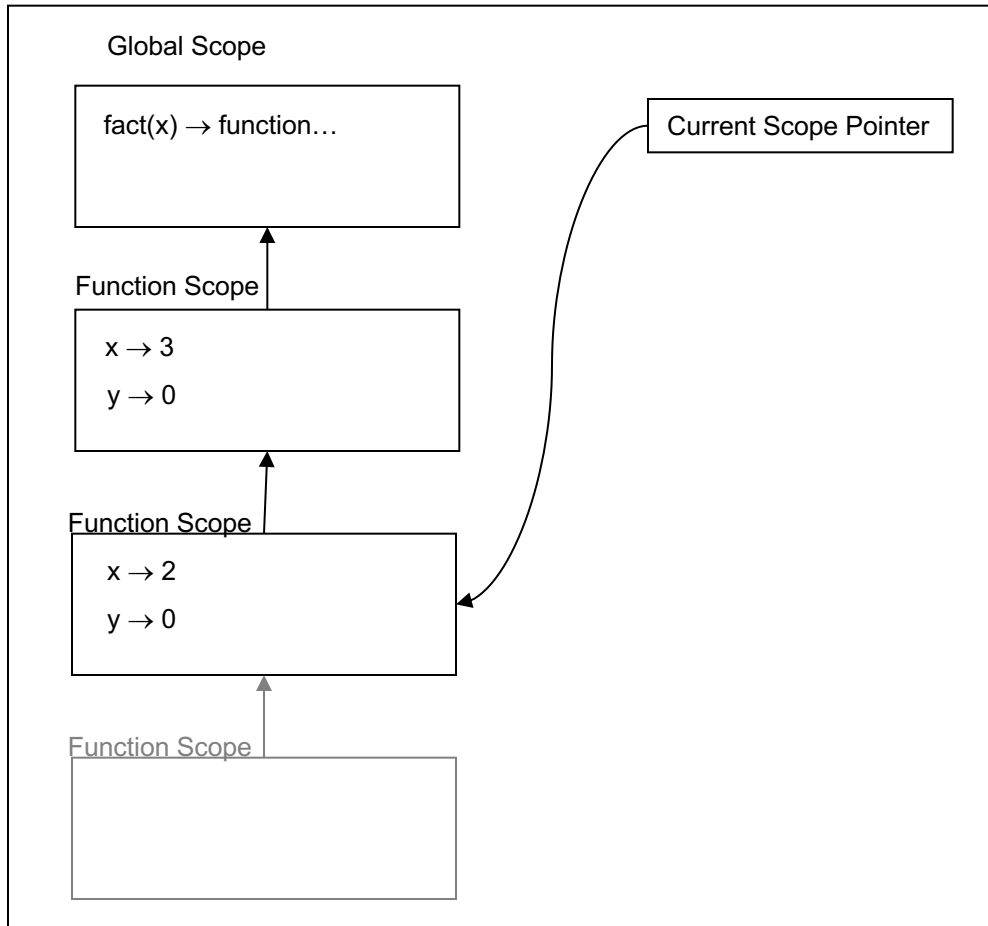 Global Scope
fact(x) → function…
Current Scope Pointer
Function Scope
x → 3
y → 0
Function Scope
x → 2
y → 0
Function Scope